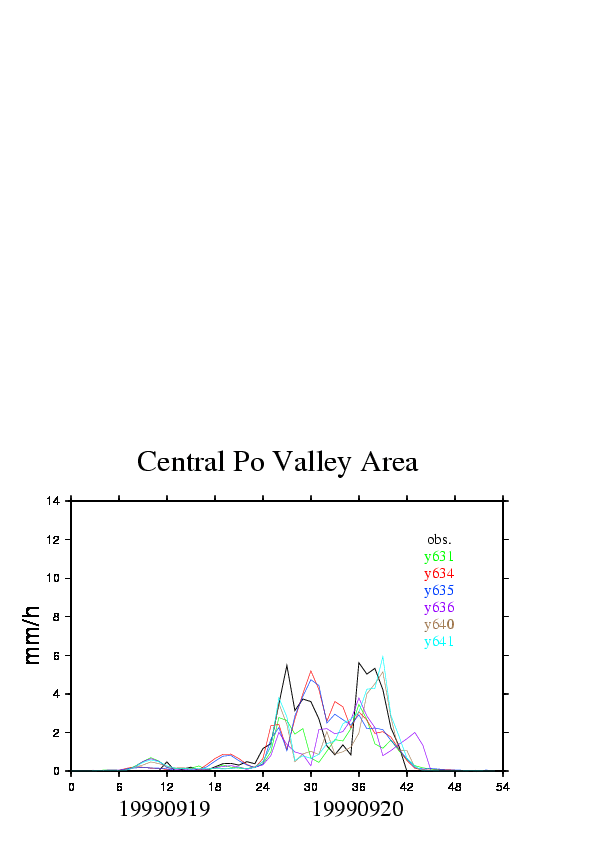 Central Po Valley Area
14
12
10
8
6
4
2
0
mm/h
obs.
y631
y634
y635
y636
y640
y641
0 6 12 18 24 30 36 42 48 54
19990919 19990920